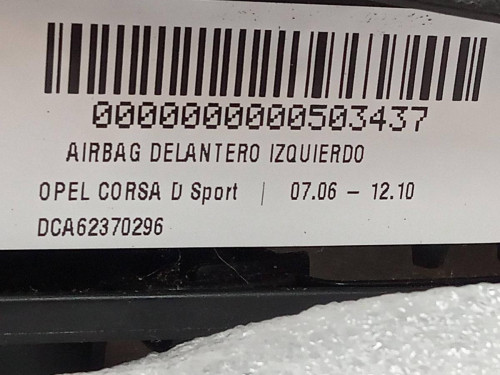 0000000000503437
AIRBAG DELANTERO IZQUIERDO
OPEL CORSA D Sport | 07.06 – 12.10
DCA62370296